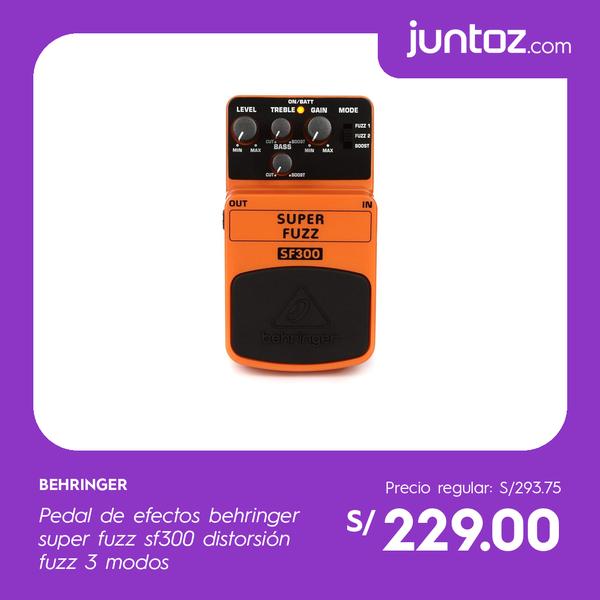 juntoz.com
ON/BATT
LEVEL TREBLE GAIN MODE
FUZZ 1
FUZZ 2
BOOST
MIN MAX CUT BOOST MIN MAX
BASS
CUT BOOST
OUT IN
SUPER
FUZZ
SF300
behringer
BEHRINGER
Pedal de efectos behringer
super fuzz sf300 distorsión
fuzz 3 modos
Precio regular: S/293.75
S/ 229.00